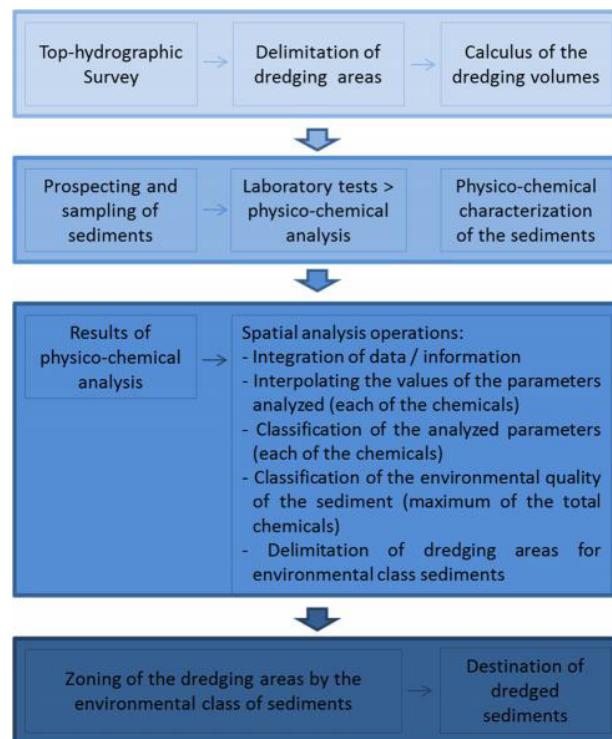 Top-hydrographic
Survey
Delimitation of
dredging areas
Calculus of the
dredging volumes
Prospecting and
sampling of
sediments
Laboratory tests >
physico-chemical
analysis
Physico-chemical
characterization
of the sediments
Results of
physico-chemical
analysis
Spatial analysis operations:
- Integration of data / information
- Interpolating the values of the parameters
analyzed (each of the chemicals)
- Classification of the analyzed parameters
(each of the chemicals)
- Classification of the environmental quality
of the sediment (maximum of the total
chemicals)
- Delimitation of dredging areas for
environmental class sediments
Zoning of the dredging areas by the
environmental class of sediments
Destination of
dredged
sediments